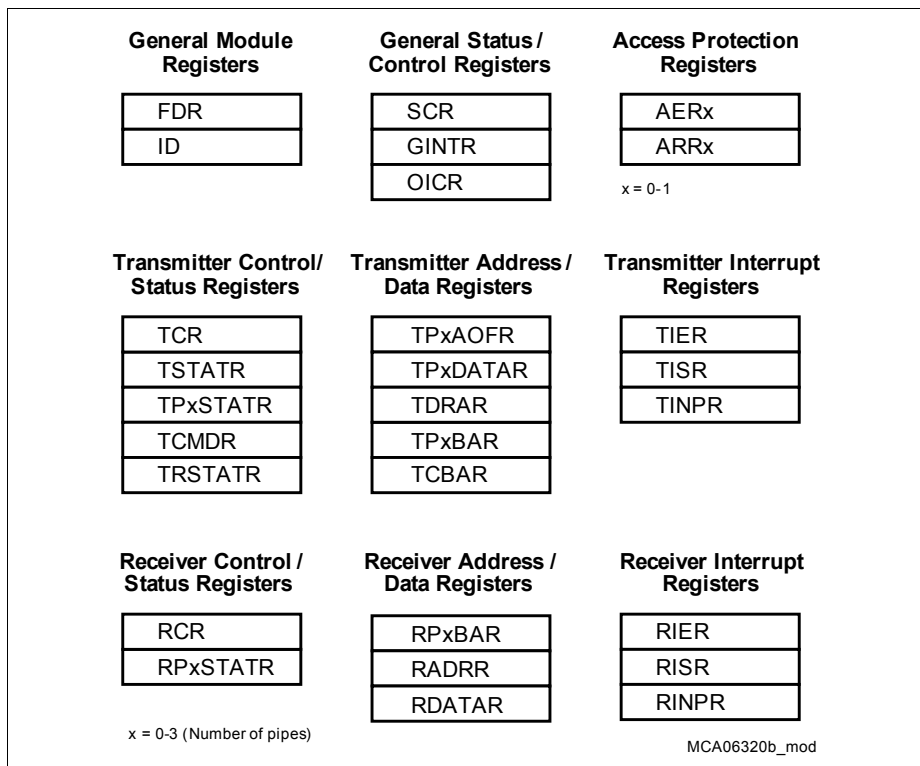 General Module
Registers
FDR
ID
General Status /
Control Registers
SCR
GINTR
OICR
Access Protection
Registers
AERx
ARRx
x = 0-1
Transmitter Control/
Status Registers
TCR
TSTATR
TPxSTATR
TCMDR
TRSTATR
Transmitter Address /
Data Registers
TPxAOFR
TPxDATAR
TDRAR
TPxBAR
TCBAR
Transmitter Interrupt
Registers
TIER
TISR
TINPR
Receiver Control /
Status Registers
RCR
RPxSTATR
x = 0-3 (Number of pipes)
Receiver Address /
Data Registers
RPxBAR
RADRR
RDATAR
Receiver Interrupt
Registers
RIER
RISR
RINPR
MCA06320b_mod